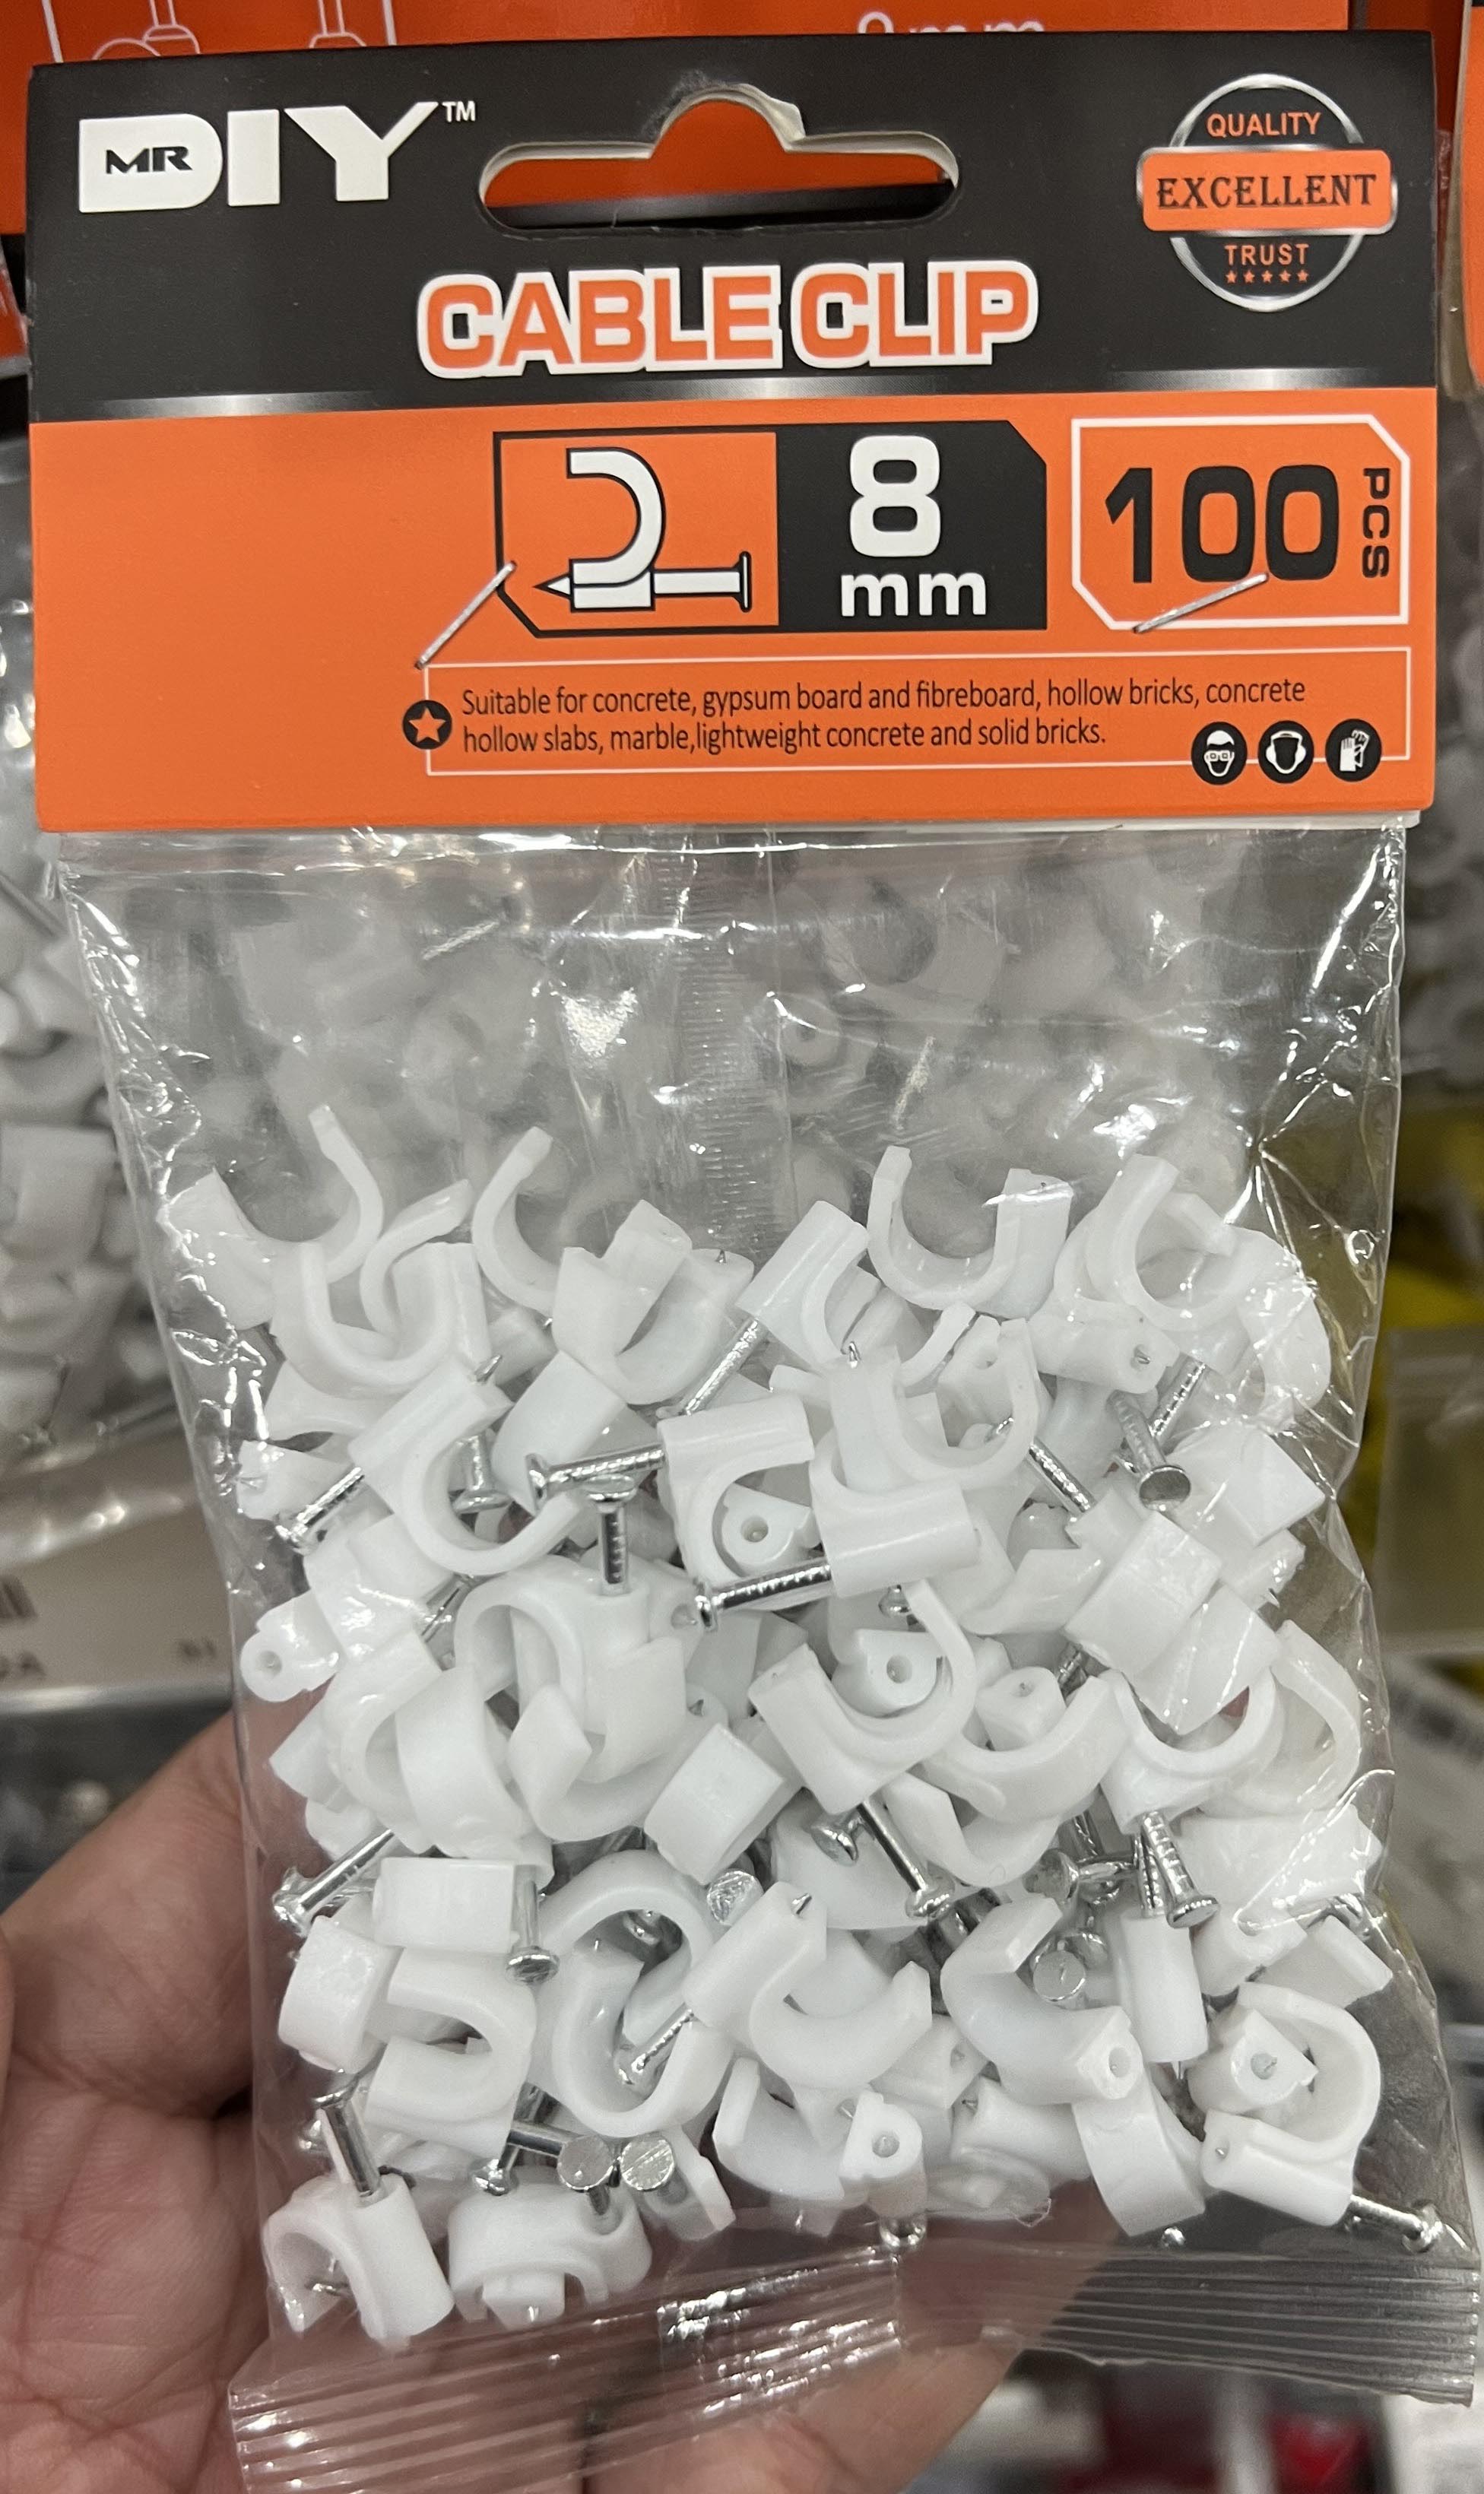 MR DIY™
QUALITY
EXCELLENT
TRUST
CABLE CLIP
8
mm
100
PCS
Suitable for concrete, gypsum board and fibreboard, hollow bricks, concrete
hollow slabs, marble,lightweight concrete and solid bricks.